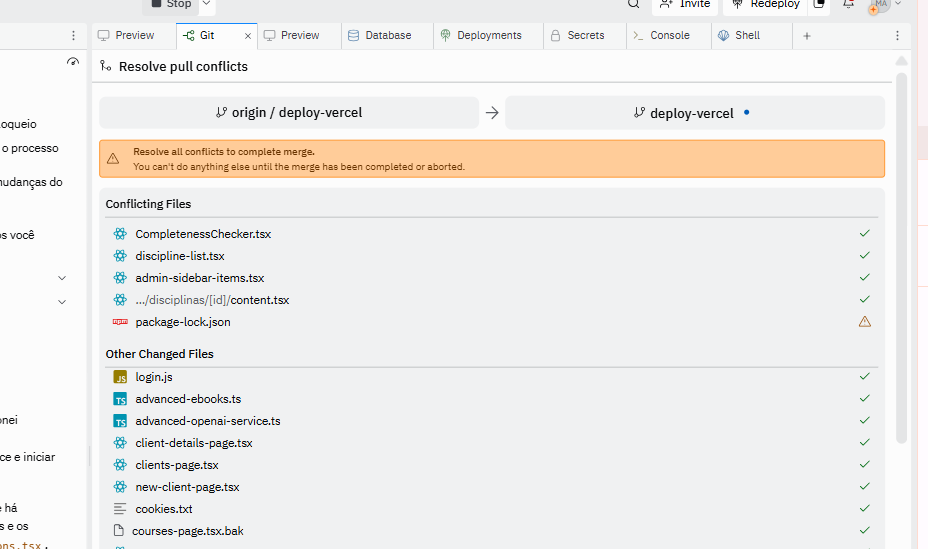 Stop
Invite
Redeploy
MA
Preview
Git
Preview
Database
Deployments
Secrets
Console
Shell
Resolve pull conflicts
origin / deploy-vercel
deploy-vercel
Resolve all conflicts to complete merge.
You can't do anything else until the merge has been completed or aborted.
Conflicting Files
CompletenessChecker.tsx
discipline-list.tsx
admin-sidebar-items.tsx
.../disciplinas/[id]/content.tsx
npm package-lock.json
Other Changed Files
JS login.js
TS advanced-ebooks.ts
TS advanced-openai-service.ts
client-details-page.tsx
clients-page.tsx
new-client-page.tsx
cookies.txt
courses-page.tsx.bak
oqueio
o processo
nudanças do
os você
onei
ce e iniciar
e há
s e os
ons.tsx .